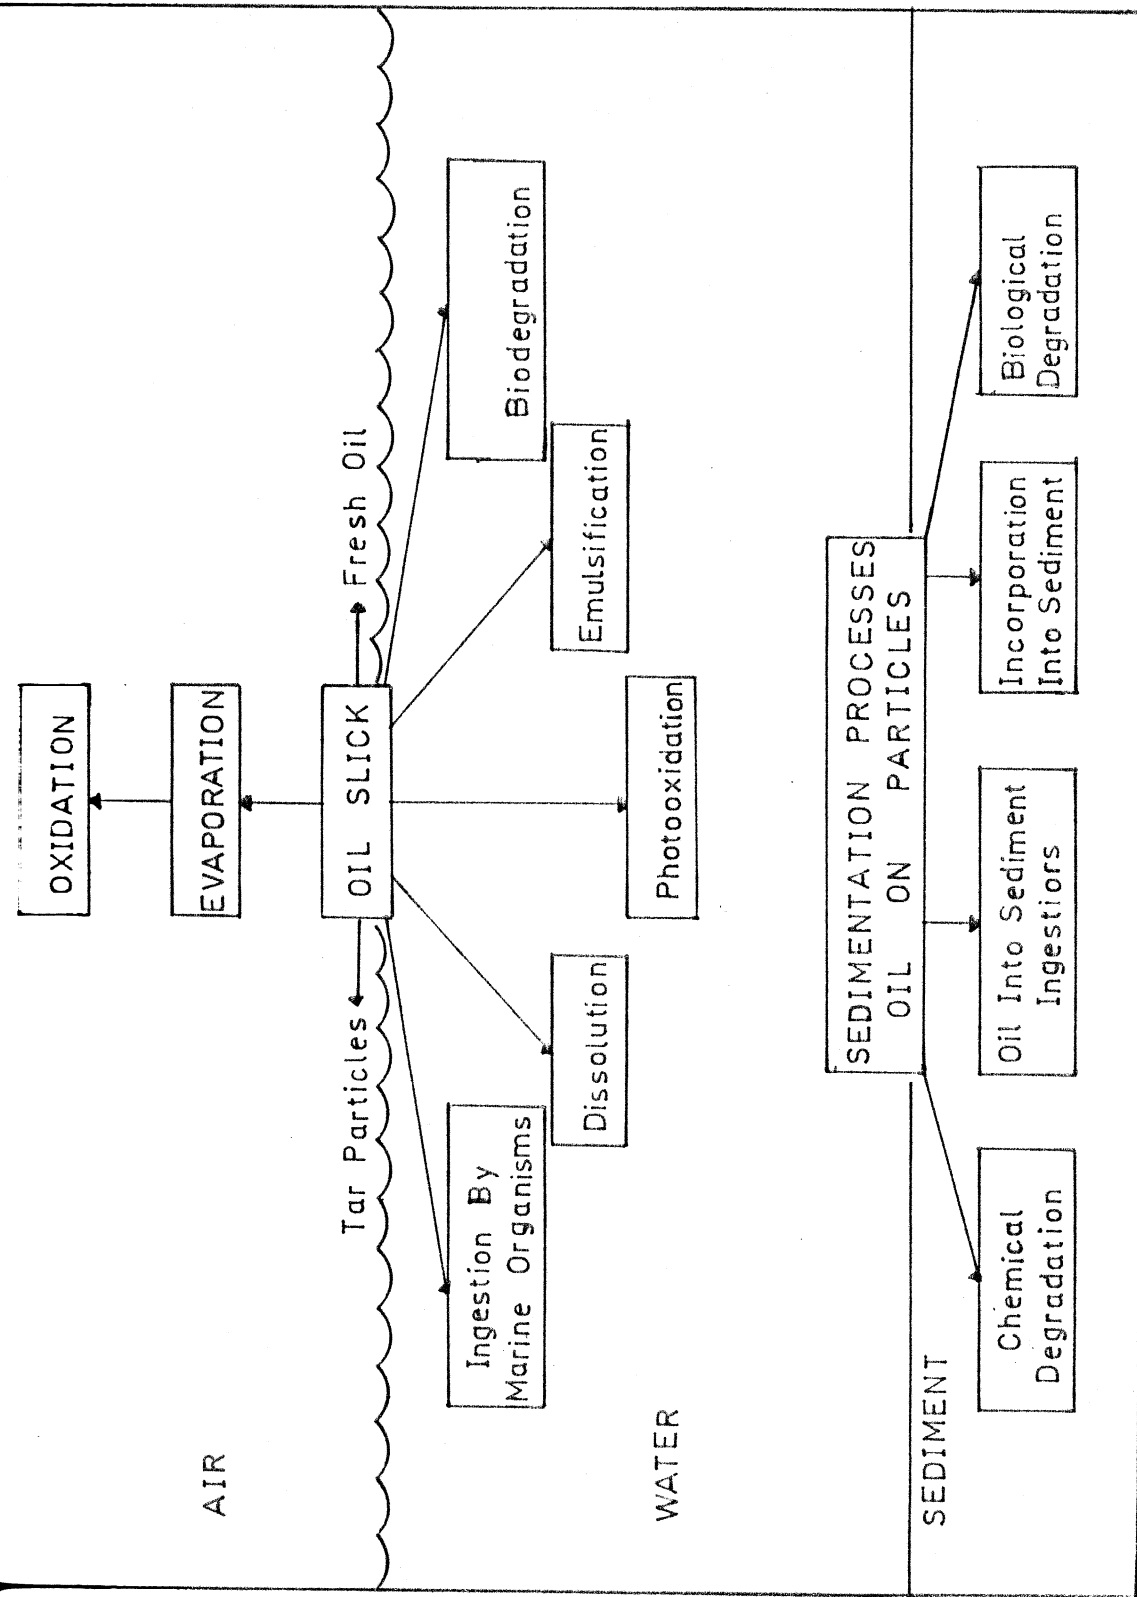 OXIDATION
AIR
EVAPORATION
Tar Particles
OIL SLICK
Fresh Oil
Ingestion By
Marine Organisms
Biodegradation
Dissolution
Emulsification
WATER
Photooxidation
SEDIMENTATION PROCESSES
OIL ON PARTICLES
SEDIMENT
Chemical
Degradation
Oil Into Sediment
Ingestiors
Incorporation
Into Sediment
Biological
Degradation